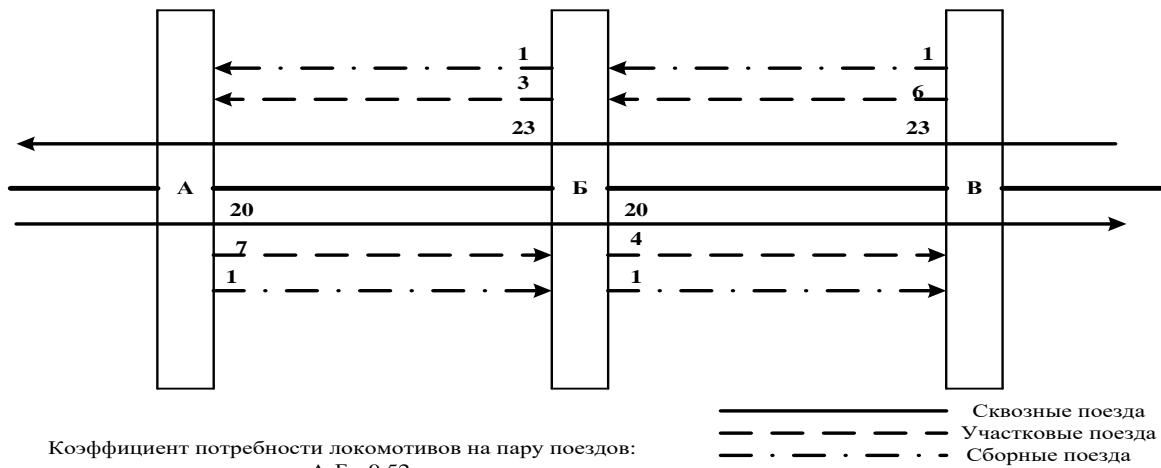 1 1
3 6
23 23
А Б В
20 20
7 4
1 1
Сквозные поезда
Участковые поезда
Сборные поезда
Коэффициент потребности локомотивов на пару поездов: